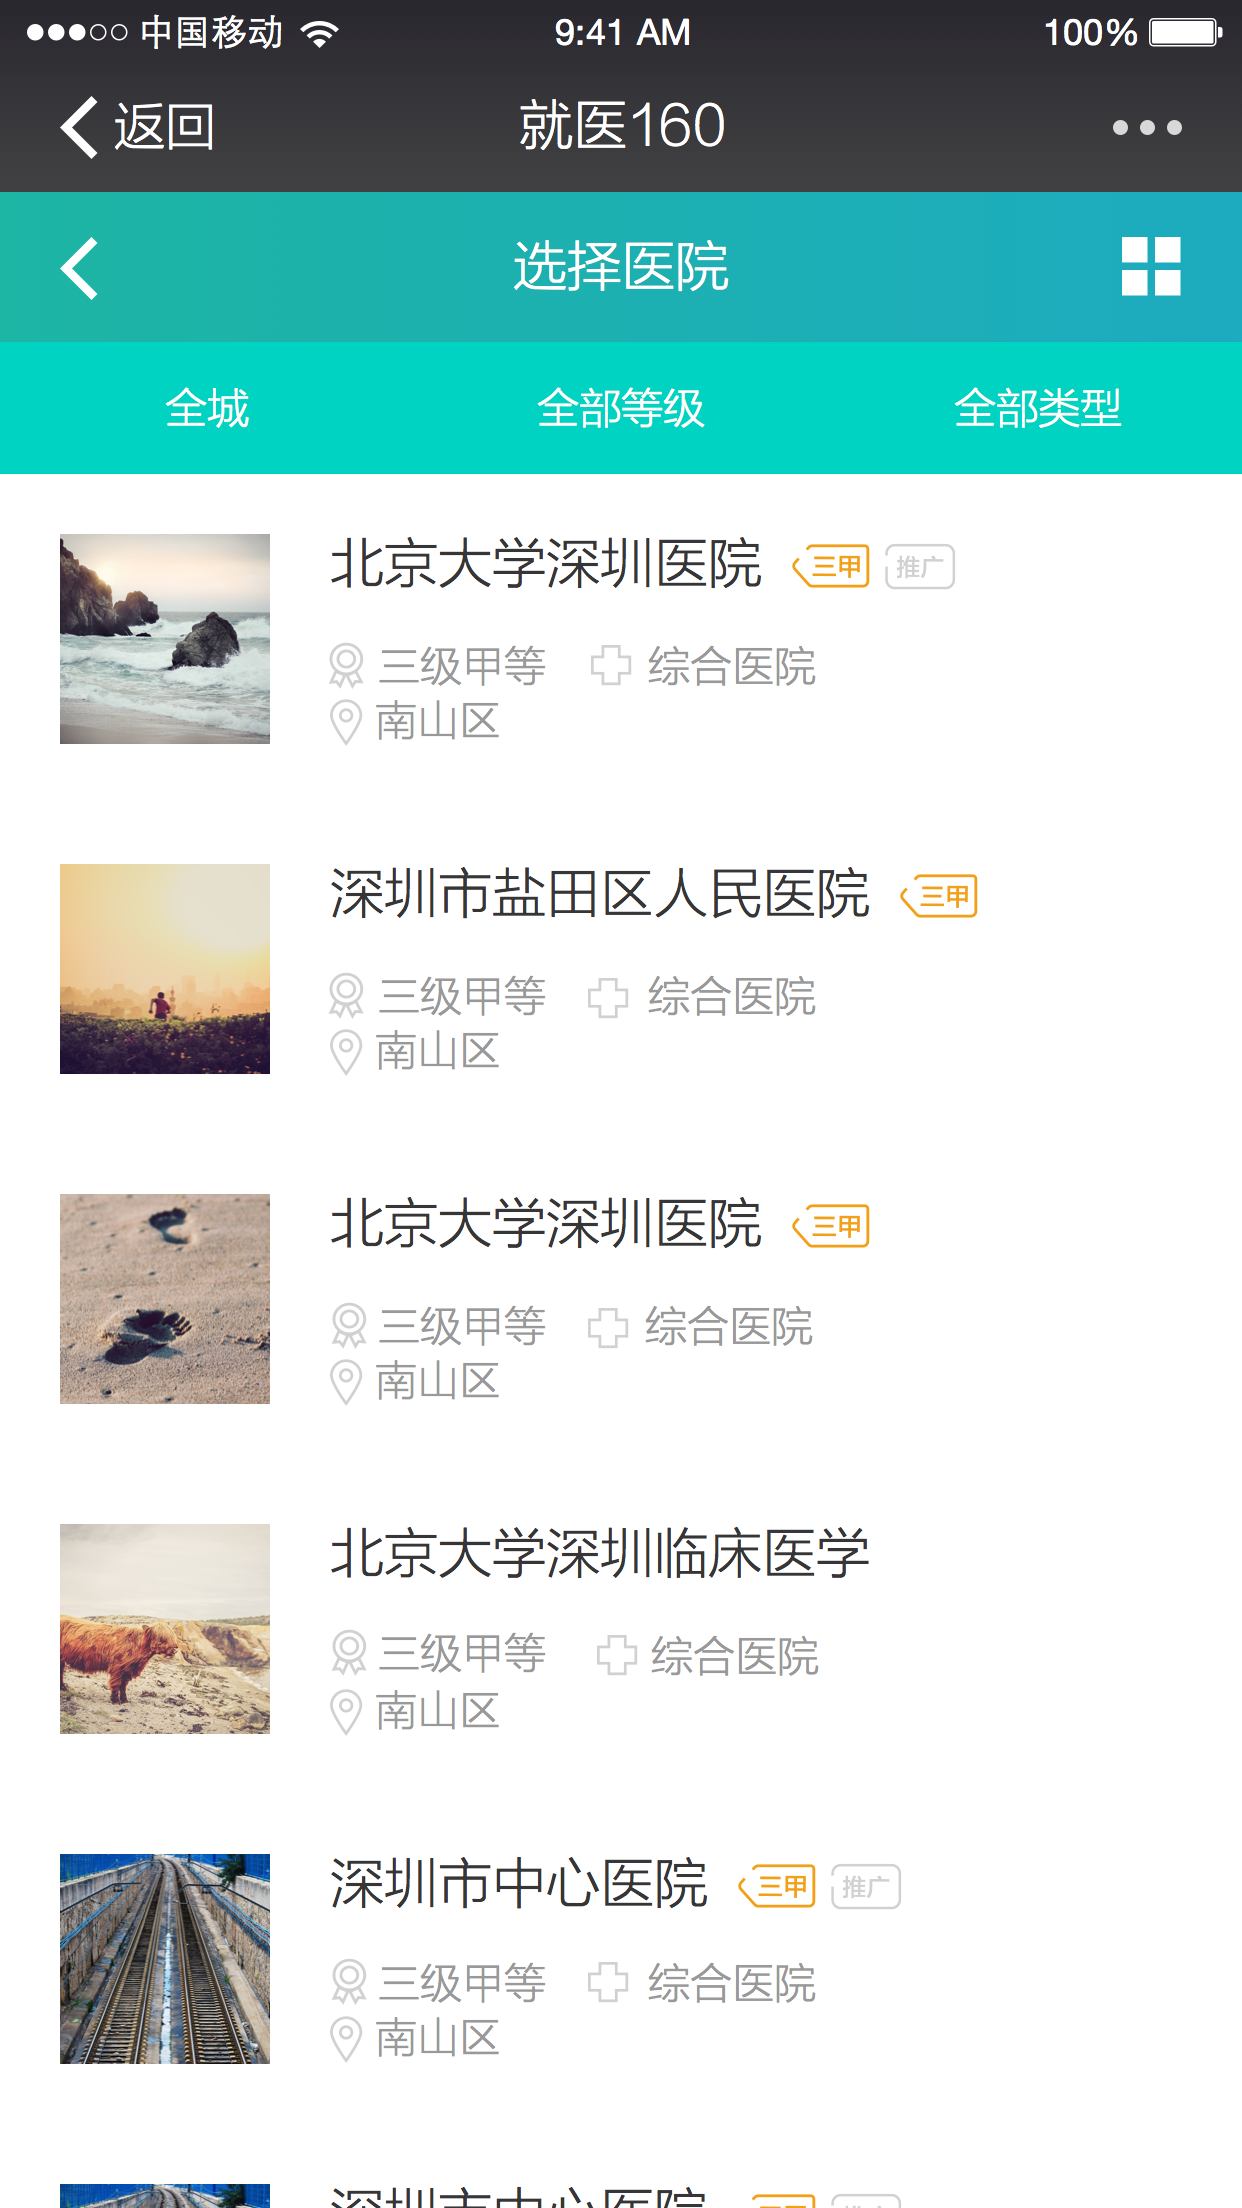 中国移动 9:41 AM 100%
返回 就医160
选择医院
全城 全部等级 全部类型
北京大学深圳医院 三甲 推广
三级甲等 综合医院
南山区
深圳市盐田区人民医院 三甲
三级甲等 综合医院
南山区
北京大学深圳医院 三甲
三级甲等 综合医院
南山区
北京大学深圳临床医学
三级甲等 综合医院
南山区
深圳市中心医院 三甲 推广
三级甲等 综合医院
南山区
深圳市中心医院